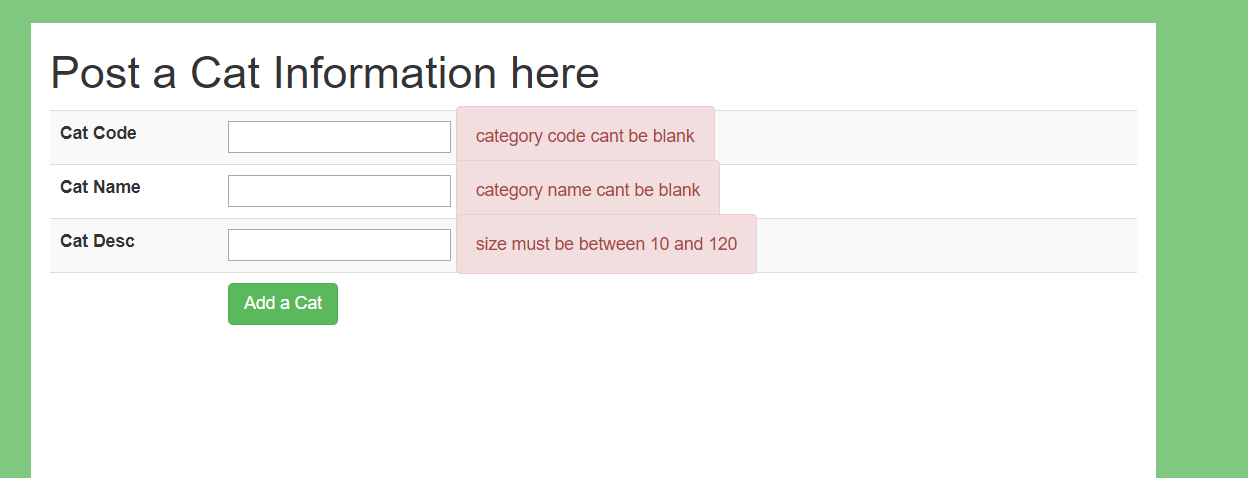 Post a Cat Information here
Cat Code category code cant be blank
Cat Name category name cant be blank
Cat Desc size must be between 10 and 120
Add a Cat